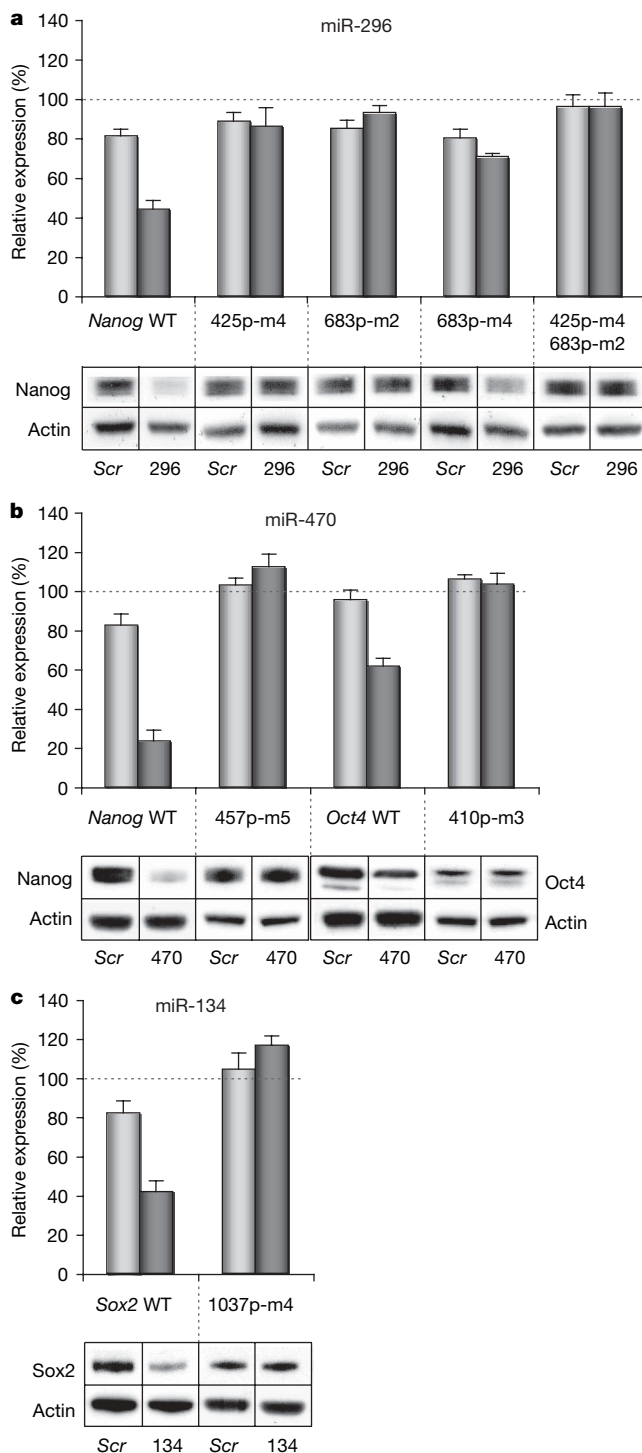 a
miR-296
Relative expression (%)
140
120
100
80
60
40
20
0
Nanog WT 425p-m4 683p-m2 683p-m4 425p-m4
683p-m2
Nanog
Actin
Scr 296 Scr 296 Scr 296 Scr 296 Scr 296
b
miR-470
Relative expression (%)
140
120
100
80
60
40
20
0
Nanog WT 457p-m5 Oct4 WT 410p-m3
Nanog Oct4
Actin Actin
Scr 470 Scr 470 Scr 470 Scr 470
c
miR-134
Relative expression (%)
140
120
100
80
60
40
20
0
Sox2 WT 1037p-m4
Sox2
Actin
Scr 134 Scr 134